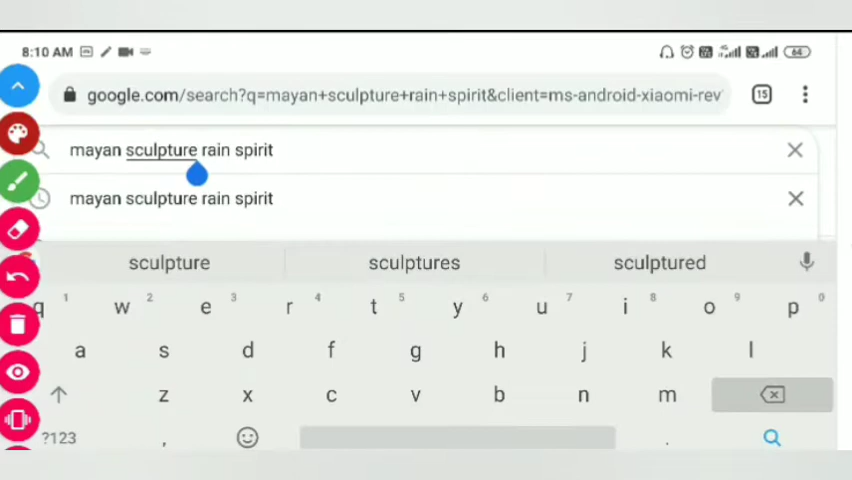 8:10 AM 64
google.com/search?q=mayan+sculpture+rain+spirit&client=ms-android-xiaomi-rev 15
mayan sculpture rain spirit
mayan sculpture rain spirit
sculpture sculptures sculptured
q 1 w 2 e 3 r 4 t 5 y 6 u 7 i 8 o 9 p 0
a s d f g h j k l
z x c v b n m
?123 , .